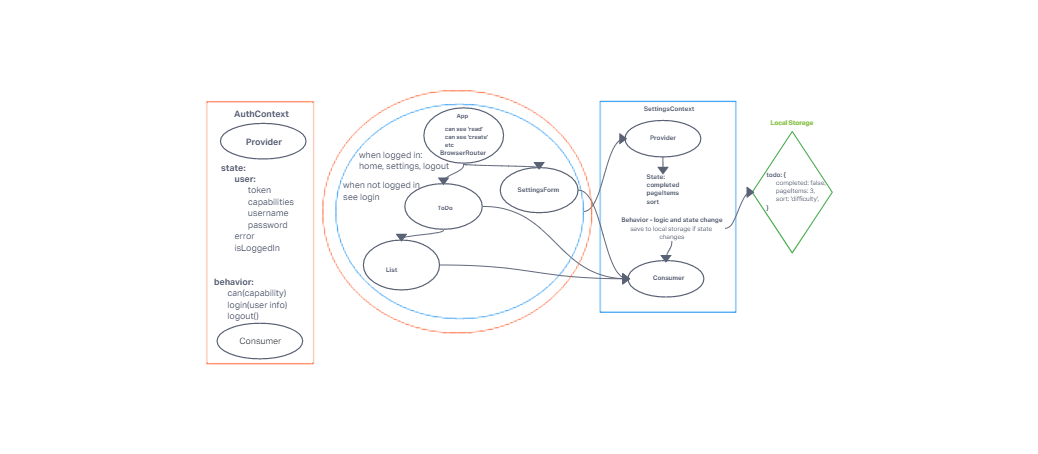 AuthContext
Provider
state:
user:
token
capabilities
username
password
error
isLoggedIn
behavior:
can(capability)
login(user info)
logout()
Consumer
App
can see 'read'
can see 'create'
etc
BrowserRouter
when logged in:
home, settings, logout
when not logged in
see login
SettingsForm
ToDo
List
SettingsContext
Provider
State:
completed
pageItems
sort
Behavior - logic and state change
save to local storage if state
changes
Consumer
Local Storage
todo: {
completed: false,
pageItems: 3,
sort: 'difficulty',
}